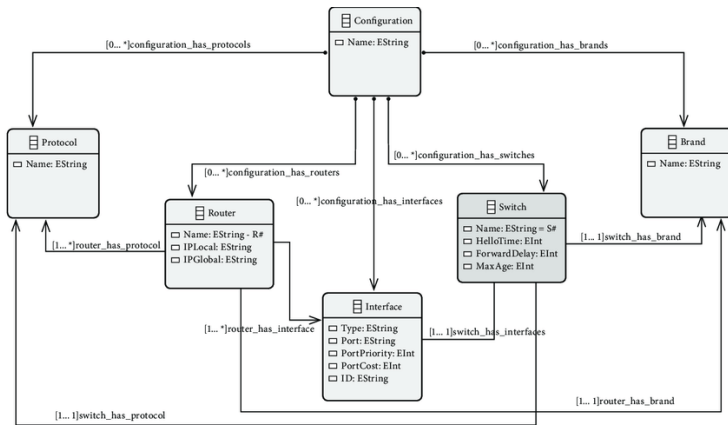 Configuration
Name: EString
[0... *]configuration_has_protocols
[0... *]configuration_has_brands
Protocol
Name: EString
Brand
Name: EString
[0... *]configuration_has_routers
[0... *]configuration_has_switches
[0... *]configuration_has_interfaces
Router
Name: EString - R#
IPLocal: EString
IPGlobal: EString
Switch
Name: EString = S#
HelloTime: EInt
ForwardDelay: EInt
MaxAge: EInt
[1... *]router_has_protocol
[1... 1]switch_has_brand
Interface
Type: EString
Port: EString
PortPriority: EInt
PortCost: EInt
ID: EString
[1... *]router_has_interface
[1... 1]switch_has_interfaces
[1... 1]router_has_brand
[1... 1]switch_has_protocol